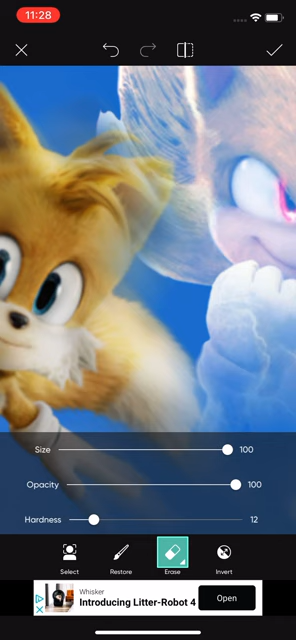 11:28
Size 100
Opacity 100
Hardness 12
Select Restore Erase Invert
Whisker
Introducing Litter-Robot 4
Open